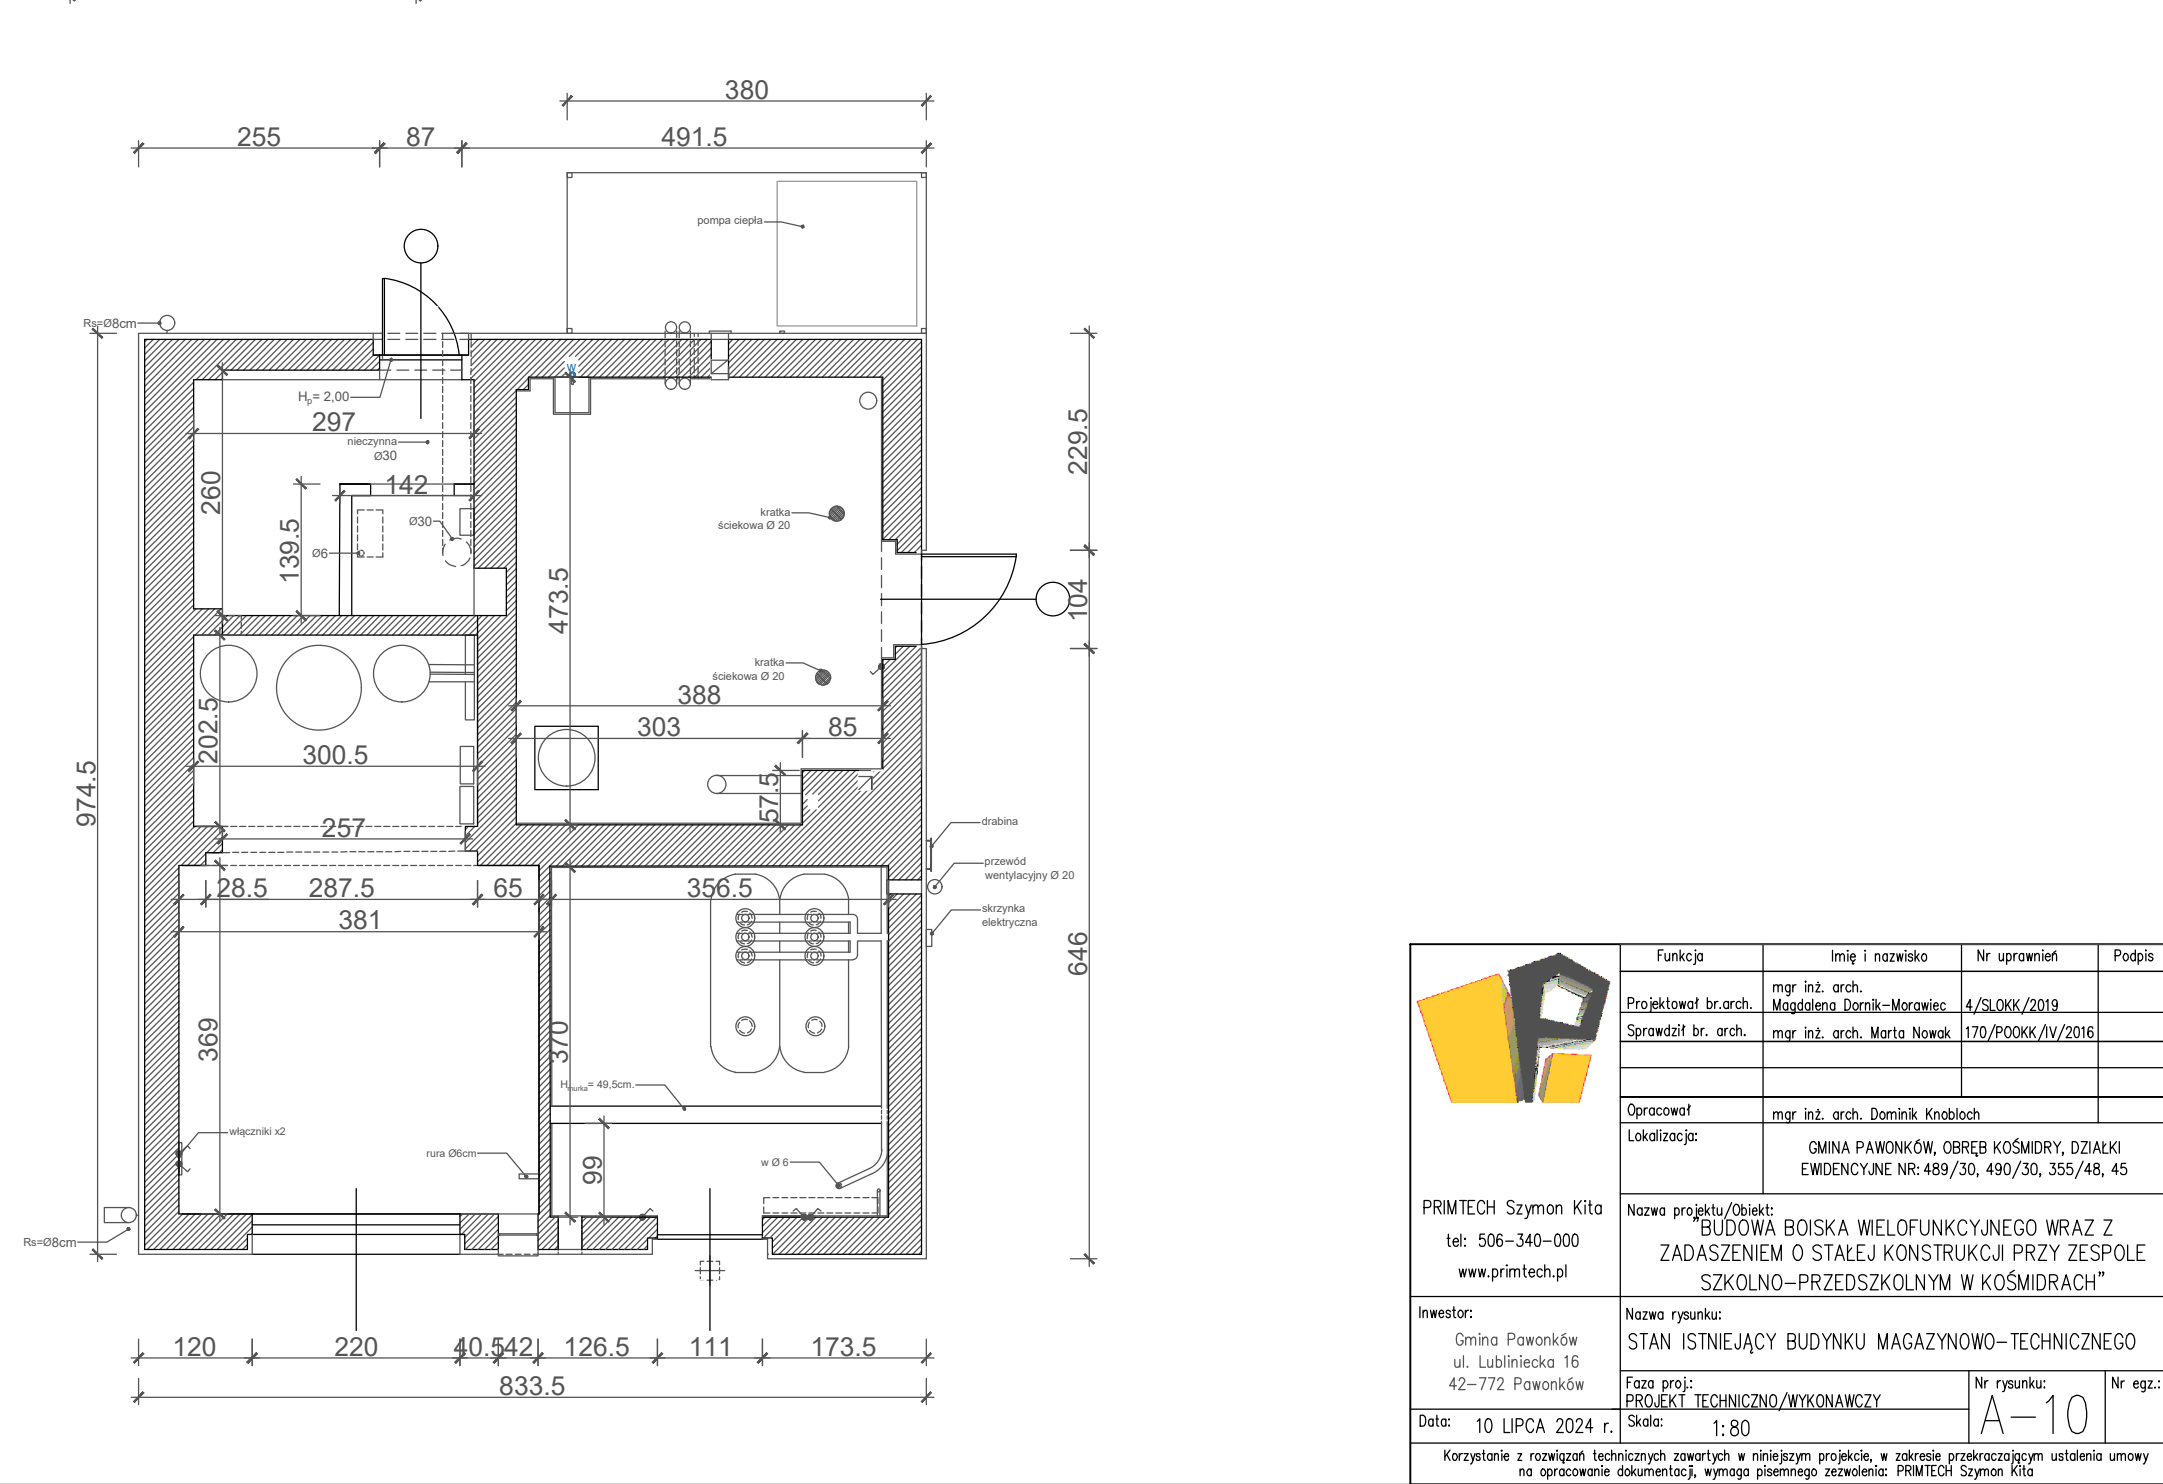 380
255
87
491.5
pompa ciepła
Rs=Ø8cm
Hp= 2,00
297
nieczynna
Ø30
142
260
139.5
Ø30
Ø6
229.5
104
646
kratka
ściekowa Ø 20
473.5
kratka
ściekowa Ø 20
388
303
85
57.5
202.5
300.5
257
974.5
28.5
287.5
65
356.5
381
369
370
drabina
przewód
wentylacyjny Ø 20
skrzynka
elektryczna
Hmurka= 49,5cm.
99
w Ø 6
włączniki x2
rura Ø6cm
Rs=Ø8cm
120
220
40.5
42
126.5
111
173.5
833.5
Funkcja
Imię i nazwisko
Nr uprawnień
Podpis
Projektował br.arch.
mgr inż. arch.
Magdalena Dornik-Morawiec
4/SLOKK/2019
Sprawdził br. arch.
mgr inż. arch. Marta Nowak
170/POOKK/IV/2016
Opracował
mgr inż. arch. Dominik Knobloch
Lokalizacja:
GMINA PAWONKÓW, OBRĘB KOŚMIDRY, DZIAŁKI
EWIDENCYJNE NR: 489/30, 490/30, 355/48, 45
PRIMTECH Szymon Kita
tel: 506-340-000
www.primtech.pl
Nazwa projektu/Obiekt:
"BUDOWA BOISKA WIELOFUNKCYJNEGO WRAZ Z
ZADASZENIEM O STAŁEJ KONSTRUKCJI PRZY ZESPOLE
SZKOLNO-PRZEDSZKOLNYM W KOŚMIDRACH"
Inwestor:
Gmina Pawonków
ul. Lubliniecka 16
42-772 Pawonków
Nazwa rysunku:
STAN ISTNIEJĄCY BUDYNKU MAGAZYNOWO-TECHNICZNEGO
Faza proj.:
PROJEKT TECHNICZNO/WYKONAWCZY
Nr rysunku:
A-10
Nr egz.:
Data:
10 LIPCA 2024 r.
Skala:
1:80
Korzystanie z rozwiązań technicznych zawartych w niniejszym projekcie, w zakresie przekraczającym ustalenia umowy
na opracowanie dokumentacji, wymaga pisemnego zezwolenia: PRIMTECH Szymon Kita